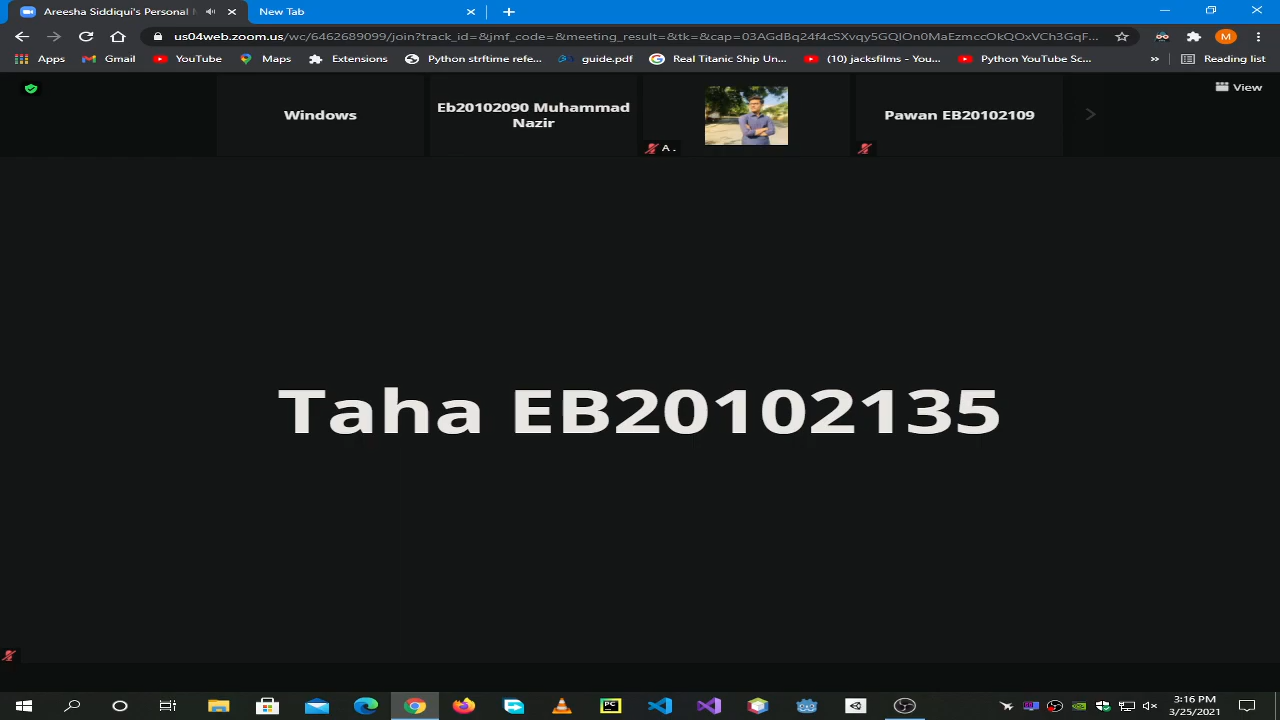 Areesha Siddiqui's Personal
New Tab
us04web.zoom.us/wc/6462689099/join?track_id=&jmf_code=&meeting_result=&tk=&cap=03AGdBq24f4cSXvqy5GQlOn0MaEzmccOkQOxVCh3GqF...
Apps Gmail YouTube Maps Extensions Python strftime refe... guide.pdf Real Titanic Ship Un... (10) jacksfilms - You... Python YouTube Sc... » Reading list
View
Windows
Eb20102090 Muhammad
Nazir
A -
Pawan EB20102109
Taha EB20102135
3:16 PM
3/25/2021